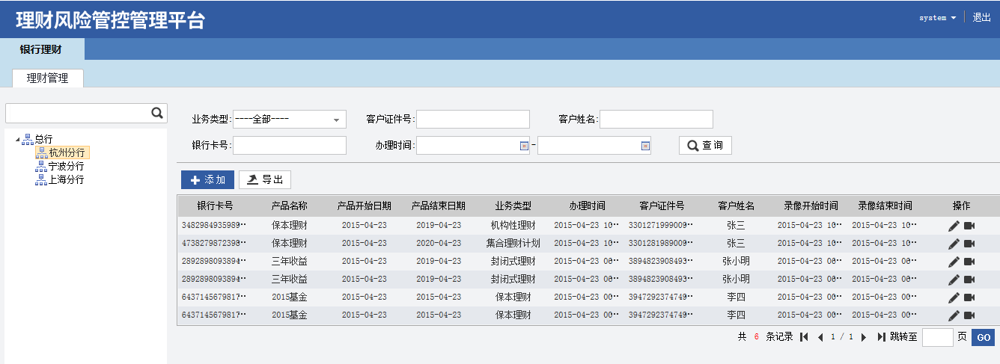 理财风险管控管理平台
system 退出
银行理财
理财管理
业务类型: ----全部---- 客户证件号: 客户姓名:
银行卡号: 办理时间: - 查询
总行
杭州分行
宁波分行
上海分行
添加 导出
银行卡号 产品名称 产品开始日期 产品结束日期 业务类型 办理时间 客户证件号 客户姓名 录像开始时间 录像结束时间 操作
3482984935989··· 保本理财 2015-04-23 2019-04-23 机构性理财 2015-04-23 10··· 3301271999009··· 张三 2015-04-23 10··· 2015-04-23 10···
4738279872398··· 保本理财 2015-04-23 2020-04-23 集合理财计划 2015-04-23 10··· 3301281989009··· 张三 2015-04-23 10··· 2015-04-23 10···
2892898093894··· 三年收益 2015-04-23 2019-04-23 封闭式理财 2015-04-23 00··· 3894823908493··· 张小明 2015-04-23 00··· 2015-04-23 00···
2892898093894··· 三年收益 2015-04-23 2019-04-23 封闭式理财 2015-04-23 00··· 3894823908493··· 张小明 2015-04-23 00··· 2015-04-23 00···
6437145679817··· 2015基金 2015-04-23 2015-04-23 保本理财 2015-04-23 00··· 3947292374749··· 李四 2015-04-23 00··· 2015-04-23 00···
6437145679817··· 2015基金 2015-04-23 2015-04-23 保本理财 2015-04-23 00··· 3947292374749··· 李四 2015-04-23 00··· 2015-04-23 00···
共 6 条记录 1 / 1 跳转至 页 GO